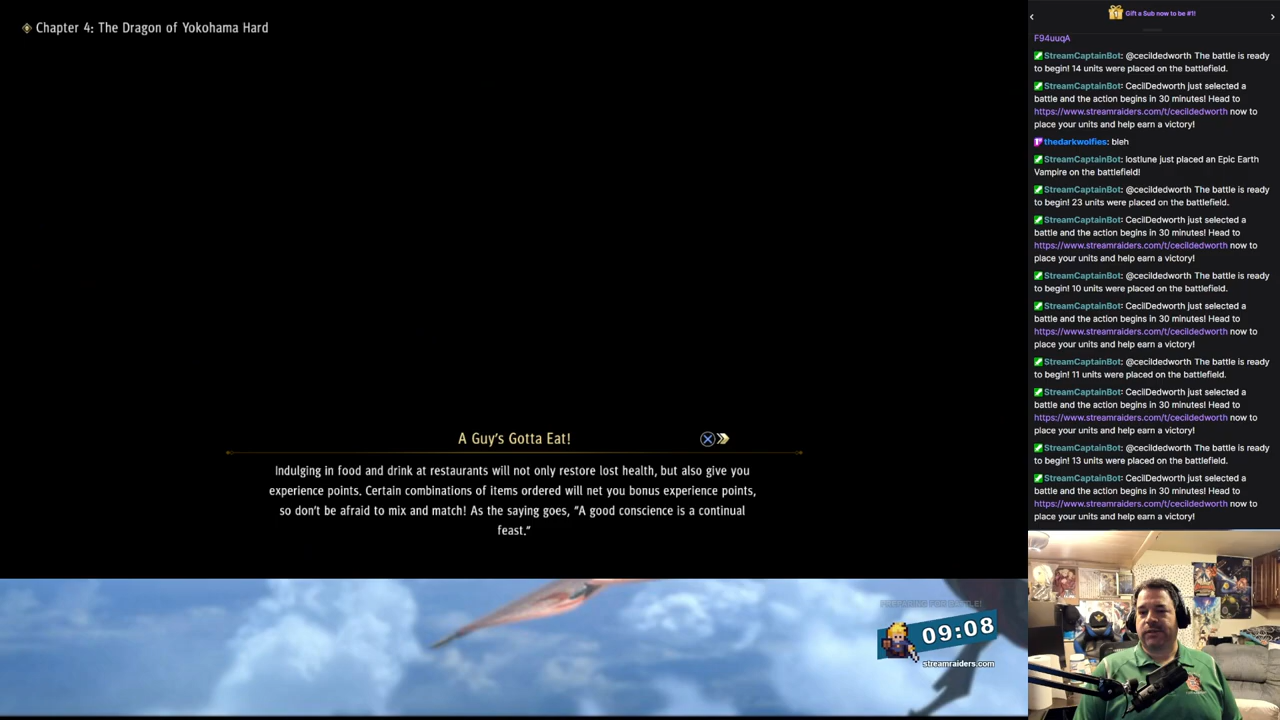 Chapter 4: The Dragon of Yokohama Hard
A Guy's Gotta Eat!
Indulging in food and drink at restaurants will not only restore lost health, but also give you
experience points. Certain combinations of items ordered will net you bonus experience points,
so don't be afraid to mix and match! As the saying goes, "A good conscience is a continual
feast."
PREPARING FOR BATTLE!
09:08
streamraiders.com
Gift a Sub now to be #1!
F94uuqA
StreamCaptainBot: @cecildedworth The battle is ready
to begin! 14 units were placed on the battlefield.
StreamCaptainBot: CecilDedworth just selected a
battle and the action begins in 30 minutes! Head to
https://www.streamraiders.com/t/cecildedworth now to
place your units and help earn a victory!
thedarkwolfies: bleh
StreamCaptainBot: lostlune just placed an Epic Earth
Vampire on the battlefield!
StreamCaptainBot: @cecildedworth The battle is ready
to begin! 23 units were placed on the battlefield.
StreamCaptainBot: CecilDedworth just selected a
battle and the action begins in 30 minutes! Head to
https://www.streamraiders.com/t/cecildedworth now to
place your units and help earn a victory!
StreamCaptainBot: @cecildedworth The battle is ready
to begin! 10 units were placed on the battlefield.
StreamCaptainBot: CecilDedworth just selected a
battle and the action begins in 30 minutes! Head to
https://www.streamraiders.com/t/cecildedworth now to
place your units and help earn a victory!
StreamCaptainBot: @cecildedworth The battle is ready
to begin! 11 units were placed on the battlefield.
StreamCaptainBot: CecilDedworth just selected a
battle and the action begins in 30 minutes! Head to
https://www.streamraiders.com/t/cecildedworth now to
place your units and help earn a victory!
StreamCaptainBot: @cecildedworth The battle is ready
to begin! 13 units were placed on the battlefield.
StreamCaptainBot: CecilDedworth just selected a
battle and the action begins in 30 minutes! Head to
https://www.streamraiders.com/t/cecildedworth now to
place your units and help earn a victory!